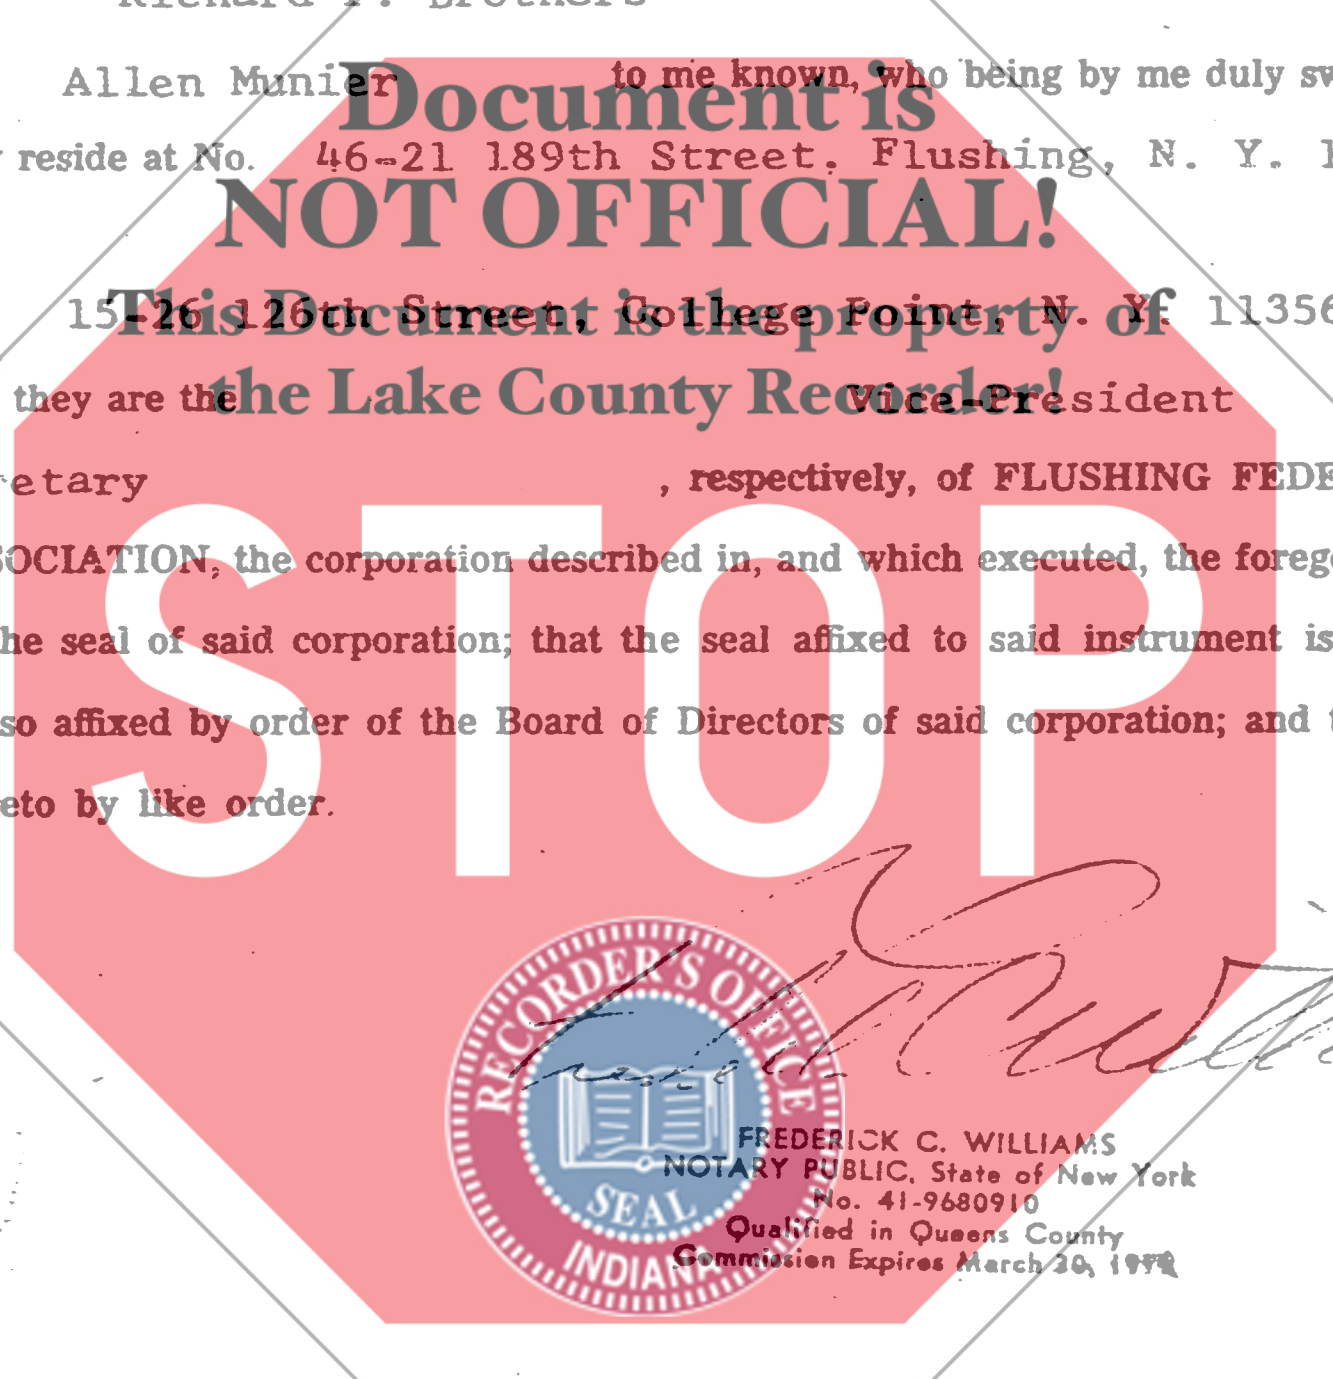 Richard P. Brothers
Allen Munier to me known, who being by me duly sw
reside at No. 46-21 189th Street. Flushing, N. Y. 1
15-26 126th Street, College Point, N. Y. 11356
they are the Vice-President
retary , respectively, of FLUSHING FEDE
SOCIATION, the corporation described in, and which executed, the forego
he seal of said corporation; that the seal affixed to said instrument is
so affixed by order of the Board of Directors of said corporation; and t
eto by like order.
Document is
NOT OFFICIAL!
This Document is the property of
the Lake County Recorder!
STOP
RECORDER'S OFFICE
SEAL
INDIANA
FREDERICK C. WILLIAMS
NOTARY PUBLIC, State of New York
No. 41-9680910
Qualified in Queens County
Commission Expires March 30,